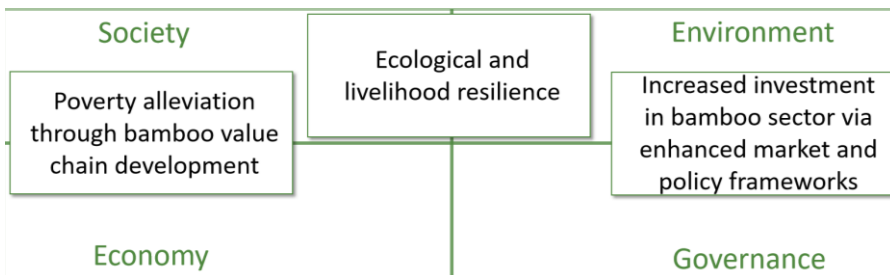 Society
Ecological and
livelihood resilience
Environment
Poverty alleviation
through bamboo value
chain development
Increased investment
in bamboo sector via
enhanced market and
policy frameworks
Economy
Governance